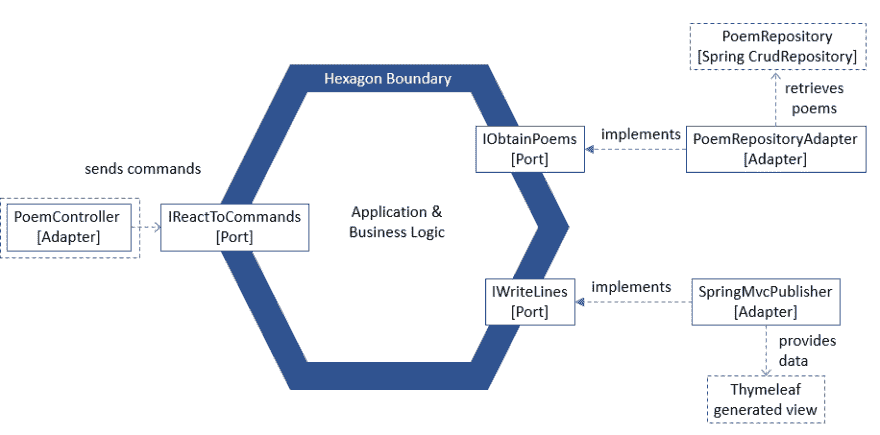 PoemRepository
[Spring CrudRepository]
Hexagon Boundary
retrieves
poems
IObtainPoems
[Port]
implements
PoemRepositoryAdapter
[Adapter]
sends commands
PoemController
[Adapter]
IReactToCommands
[Port]
Application &
Business Logic
IWriteLines
[Port]
implements
SpringMvcPublisher
[Adapter]
provides
data
Thymeleaf
generated view